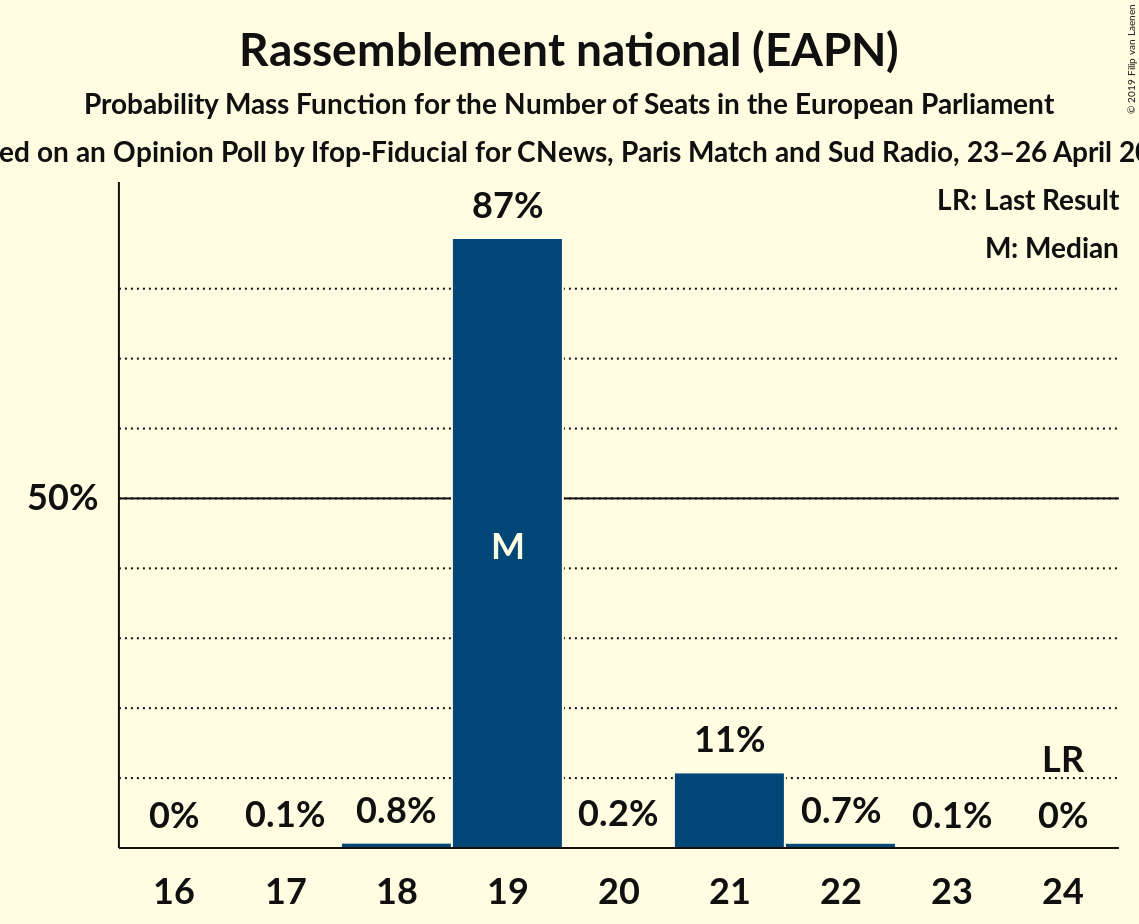 Rassemblement national (EAPN)
Probability Mass Function for the Number of Seats in the European Parliament
on an Opinion Poll by Ifop-Fiducial for CNews, Paris Match and Sud Radio, 23–26 April
© 2019 Filip van Laenen
LR: Last Result
M: Median
87%
50%
M
11%
LR
0%
0.1%
0.8%
0.2%
0.7%
0.1%
0%
16 17 18 19 20 21 22 23 24